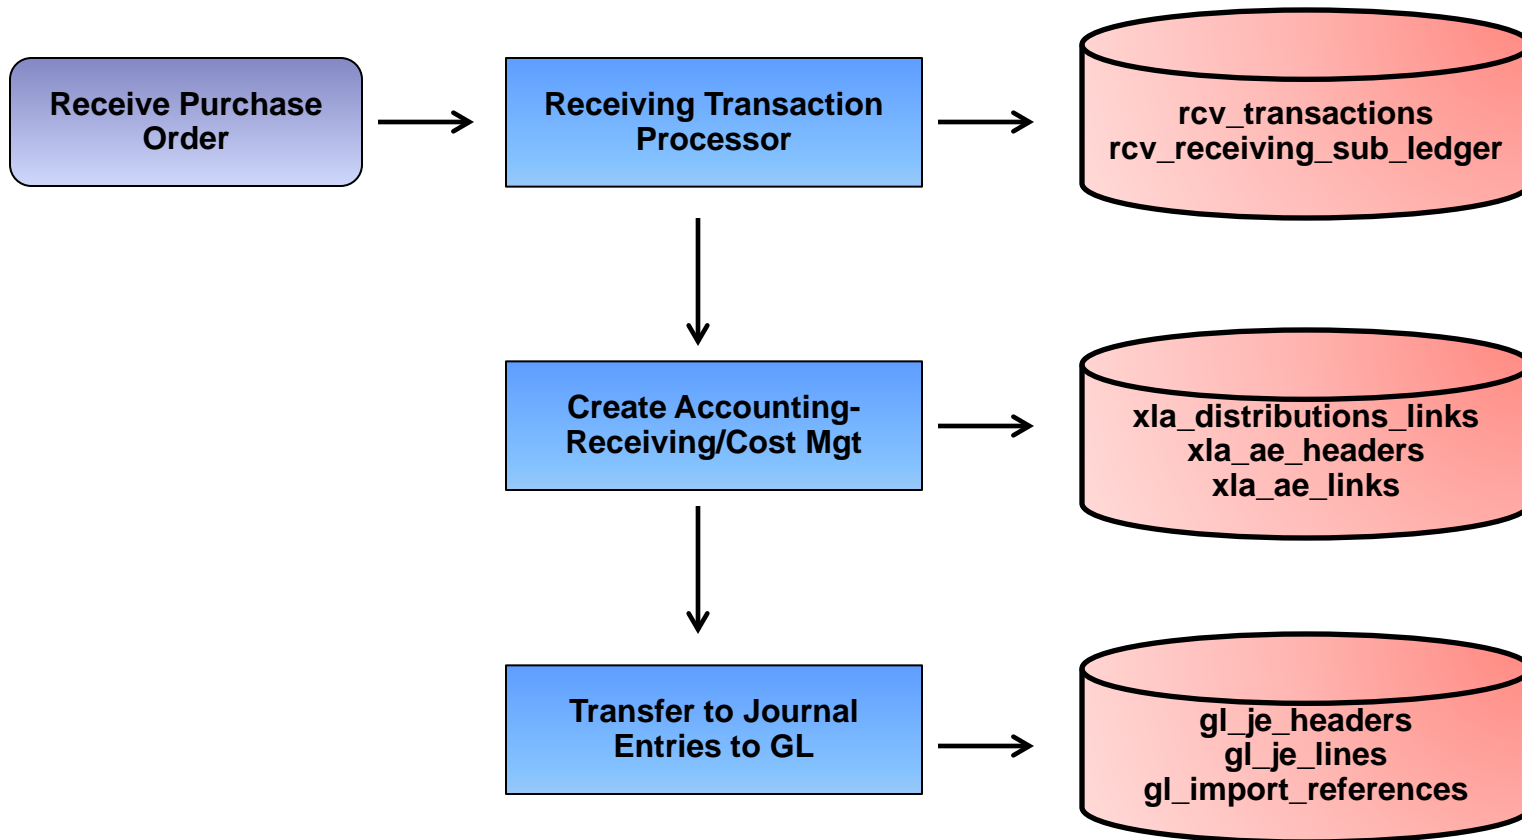 Receive Purchase
Order
Receiving Transaction
Processor
rcv_transactions
rcv_receiving_sub_ledger
Create Accounting-
Receiving/Cost Mgt
xla_distributions_links
xla_ae_headers
xla_ae_links
Transfer to Journal
Entries to GL
gl_je_headers
gl_je_lines
gl_import_references